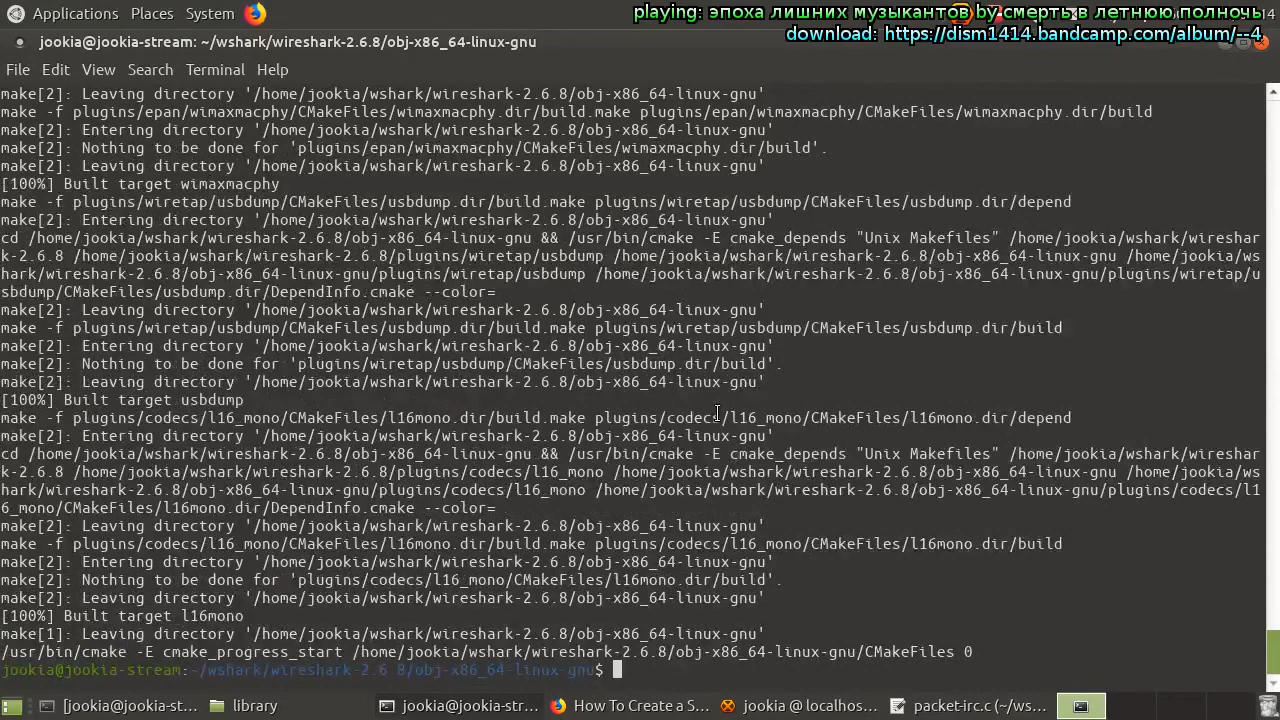 Applications Places System
14
playing: эпоха лишних музыкантов by смерть в летнюю полночь
download: https://dism1414.bandcamp.com/album/--4
jookia@jookia-stream: ~/wshark/wireshark-2.6.8/obj-x86_64-linux-gnu
File Edit View Search Terminal Help
make[2]: Leaving directory '/home/jookia/wshark/wireshark-2.6.8/obj-x86_64-linux-gnu'
make -f plugins/epan/wimaxmacphy/CMakeFiles/wimaxmacphy.dir/build.make plugins/epan/wimaxmacphy/CMakeFiles/wimaxmacphy.dir/build
make[2]: Entering directory '/home/jookia/wshark/wireshark-2.6.8/obj-x86_64-linux-gnu'
make[2]: Nothing to be done for 'plugins/epan/wimaxmacphy/CMakeFiles/wimaxmacphy.dir/build'.
make[2]: Leaving directory '/home/jookia/wshark/wireshark-2.6.8/obj-x86_64-linux-gnu'
[100%] Built target wimaxmacphy
make -f plugins/wiretap/usbdump/CMakeFiles/usbdump.dir/build.make plugins/wiretap/usbdump/CMakeFiles/usbdump.dir/depend
make[2]: Entering directory '/home/jookia/wshark/wireshark-2.6.8/obj-x86_64-linux-gnu'
cd /home/jookia/wshark/wireshark-2.6.8/obj-x86_64-linux-gnu && /usr/bin/cmake -E cmake_depends "Unix Makefiles" /home/jookia/wshark/wireshar
k-2.6.8 /home/jookia/wshark/wireshark-2.6.8/plugins/wiretap/usbdump /home/jookia/wshark/wireshark-2.6.8/obj-x86_64-linux-gnu /home/jookia/ws
hark/wireshark-2.6.8/obj-x86_64-linux-gnu/plugins/wiretap/usbdump /home/jookia/wshark/wireshark-2.6.8/obj-x86_64-linux-gnu/plugins/wiretap/u
sbdump/CMakeFiles/usbdump.dir/DependInfo.cmake --color=
make[2]: Leaving directory '/home/jookia/wshark/wireshark-2.6.8/obj-x86_64-linux-gnu'
make -f plugins/wiretap/usbdump/CMakeFiles/usbdump.dir/build.make plugins/wiretap/usbdump/CMakeFiles/usbdump.dir/build
make[2]: Entering directory '/home/jookia/wshark/wireshark-2.6.8/obj-x86_64-linux-gnu'
make[2]: Nothing to be done for 'plugins/wiretap/usbdump/CMakeFiles/usbdump.dir/build'.
make[2]: Leaving directory '/home/jookia/wshark/wireshark-2.6.8/obj-x86_64-linux-gnu'
[100%] Built target usbdump
make -f plugins/codecs/l16_mono/CMakeFiles/l16mono.dir/build.make plugins/codecs/l16_mono/CMakeFiles/l16mono.dir/depend
make[2]: Entering directory '/home/jookia/wshark/wireshark-2.6.8/obj-x86_64-linux-gnu'
cd /home/jookia/wshark/wireshark-2.6.8/obj-x86_64-linux-gnu && /usr/bin/cmake -E cmake_depends "Unix Makefiles" /home/jookia/wshark/wireshar
k-2.6.8 /home/jookia/wshark/wireshark-2.6.8/plugins/codecs/l16_mono /home/jookia/wshark/wireshark-2.6.8/obj-x86_64-linux-gnu /home/jookia/ws
hark/wireshark-2.6.8/obj-x86_64-linux-gnu/plugins/codecs/l16_mono /home/jookia/wshark/wireshark-2.6.8/obj-x86_64-linux-gnu/plugins/codecs/l1
6_mono/CMakeFiles/l16mono.dir/DependInfo.cmake --color=
make[2]: Leaving directory '/home/jookia/wshark/wireshark-2.6.8/obj-x86_64-linux-gnu'
make -f plugins/codecs/l16_mono/CMakeFiles/l16mono.dir/build.make plugins/codecs/l16_mono/CMakeFiles/l16mono.dir/build
make[2]: Entering directory '/home/jookia/wshark/wireshark-2.6.8/obj-x86_64-linux-gnu'
make[2]: Nothing to be done for 'plugins/codecs/l16_mono/CMakeFiles/l16mono.dir/build'.
make[2]: Leaving directory '/home/jookia/wshark/wireshark-2.6.8/obj-x86_64-linux-gnu'
[100%] Built target l16mono
make[1]: Leaving directory '/home/jookia/wshark/wireshark-2.6.8/obj-x86_64-linux-gnu'
/usr/bin/cmake -E cmake_progress_start /home/jookia/wshark/wireshark-2.6.8/obj-x86_64-linux-gnu/CMakeFiles 0
jookia@jookia-stream:~/wshark/wireshark-2.6 8/obj-x86_64-linux-gnu$
[jookia@jookia-st... library jookia@jookia-str... How To Create a S... jookia @ localhos... packet-irc.c (~/ws...